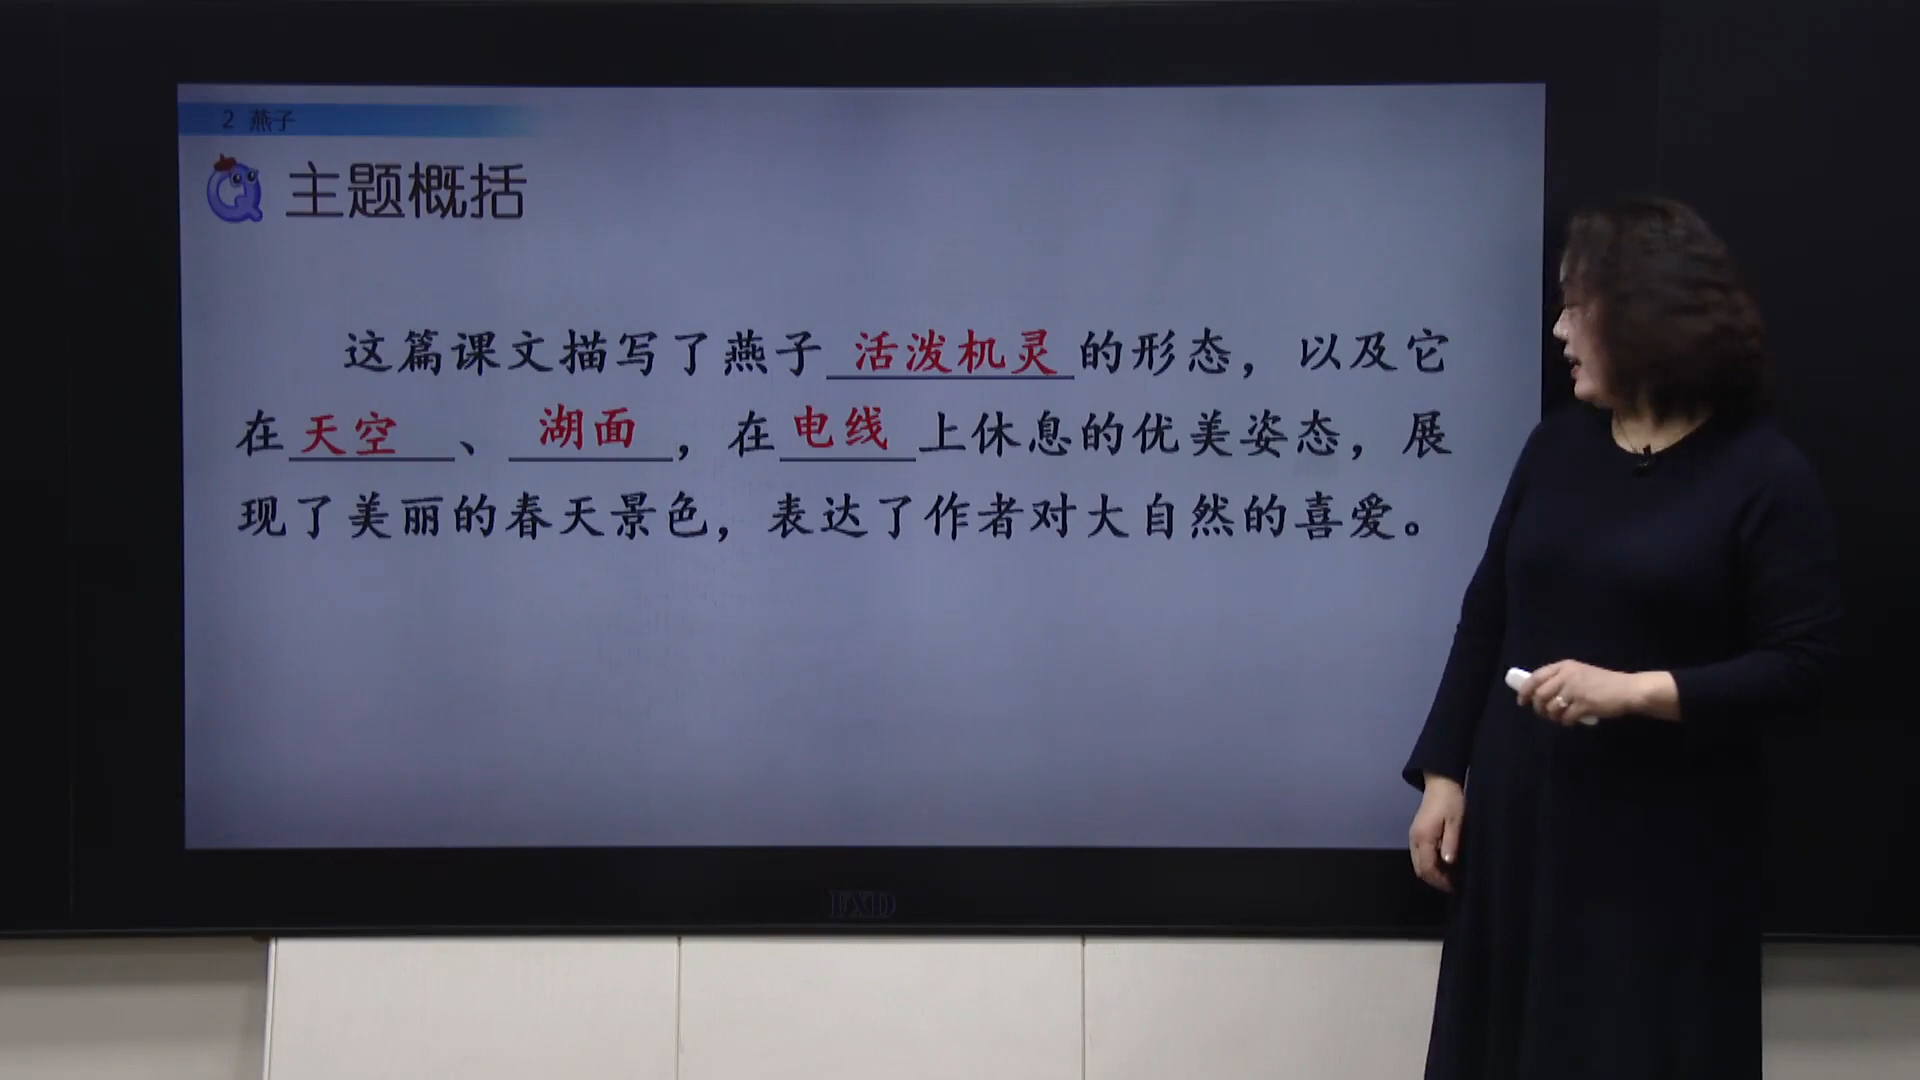 2 燕子
主题概括
这篇课文描写了燕子活泼机灵的形态，以及它
在天空、湖面，在电线上休息的优美姿态，展
现了美丽的春天景色，表达了作者对大自然的喜爱。
FXD